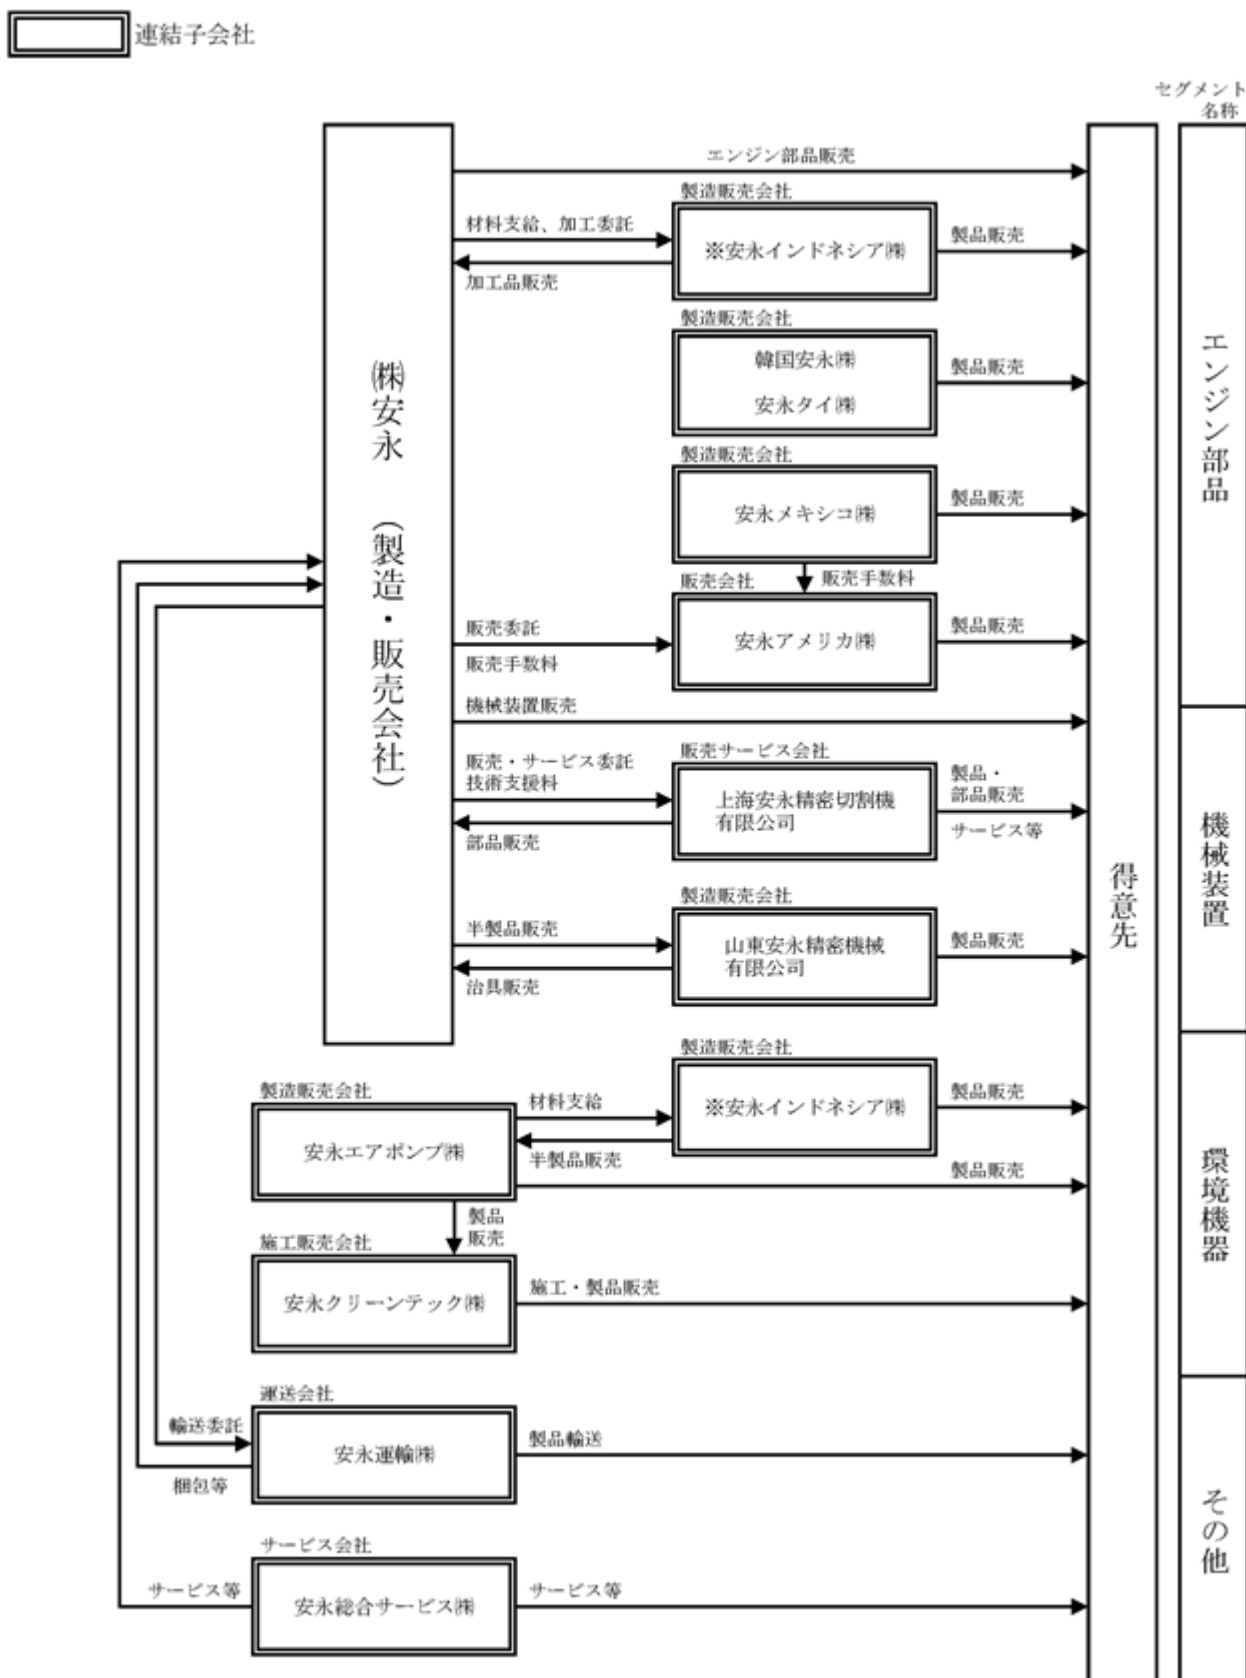 連結子会社
セグメント
名称
エンジン部品販売
製造販売会社
材料支給、加工委託
※安永インドネシア㈱
製品販売
加工品販売
製造販売会社
韓国安永㈱
安永タイ㈱
製品販売
製造販売会社
安永メキシコ㈱
製品販売
販売手数料
販売会社
販売委託
安永アメリカ㈱
製品販売
販売手数料
機械装置販売
販売サービス会社
販売・サービス委託
技術支援料
上海安永精密切割機
有限公司
製品・
部品販売
サービス等
部品販売
製造販売会社
半製品販売
山東安永精密機械
有限公司
製品販売
治具販売
㈱安永 (製造・販売会社)
得意先
エンジン部品
機械装置
環境機器
その他
製造販売会社
※安永インドネシア㈱
製品販売
製造販売会社
安永エアポンプ㈱
材料支給
半製品販売
製品販売
製品
販売
施工販売会社
安永クリーンテック㈱
施工・製品販売
運送会社
輸送委託
安永運輸㈱
製品輸送
梱包等
サービス会社
サービス等
安永総合サービス㈱
サービス等